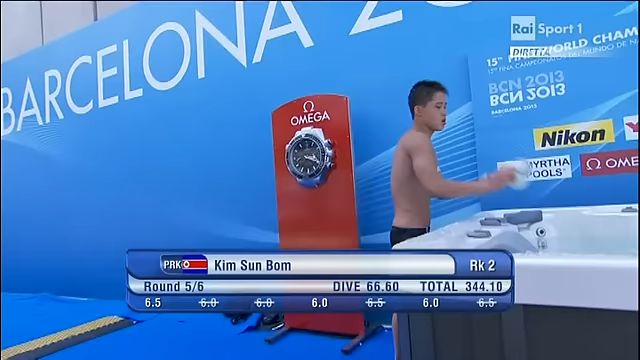 BARCELONA 2
Rai Sport 1
DIRETTA
15TH FINA WORLD CHAM
BCN 2013
BCN 2013
BARCELONA 2013
Nikon
MYRTHA
POOLS
Ω OMEGA
Ω
OMEGA
PRK Kim Sun Bom Rk 2
Round 5/6 DIVE 66.60 TOTAL 344.10
6.5 6.0 6.0 6.0 6.5 6.0 6.5